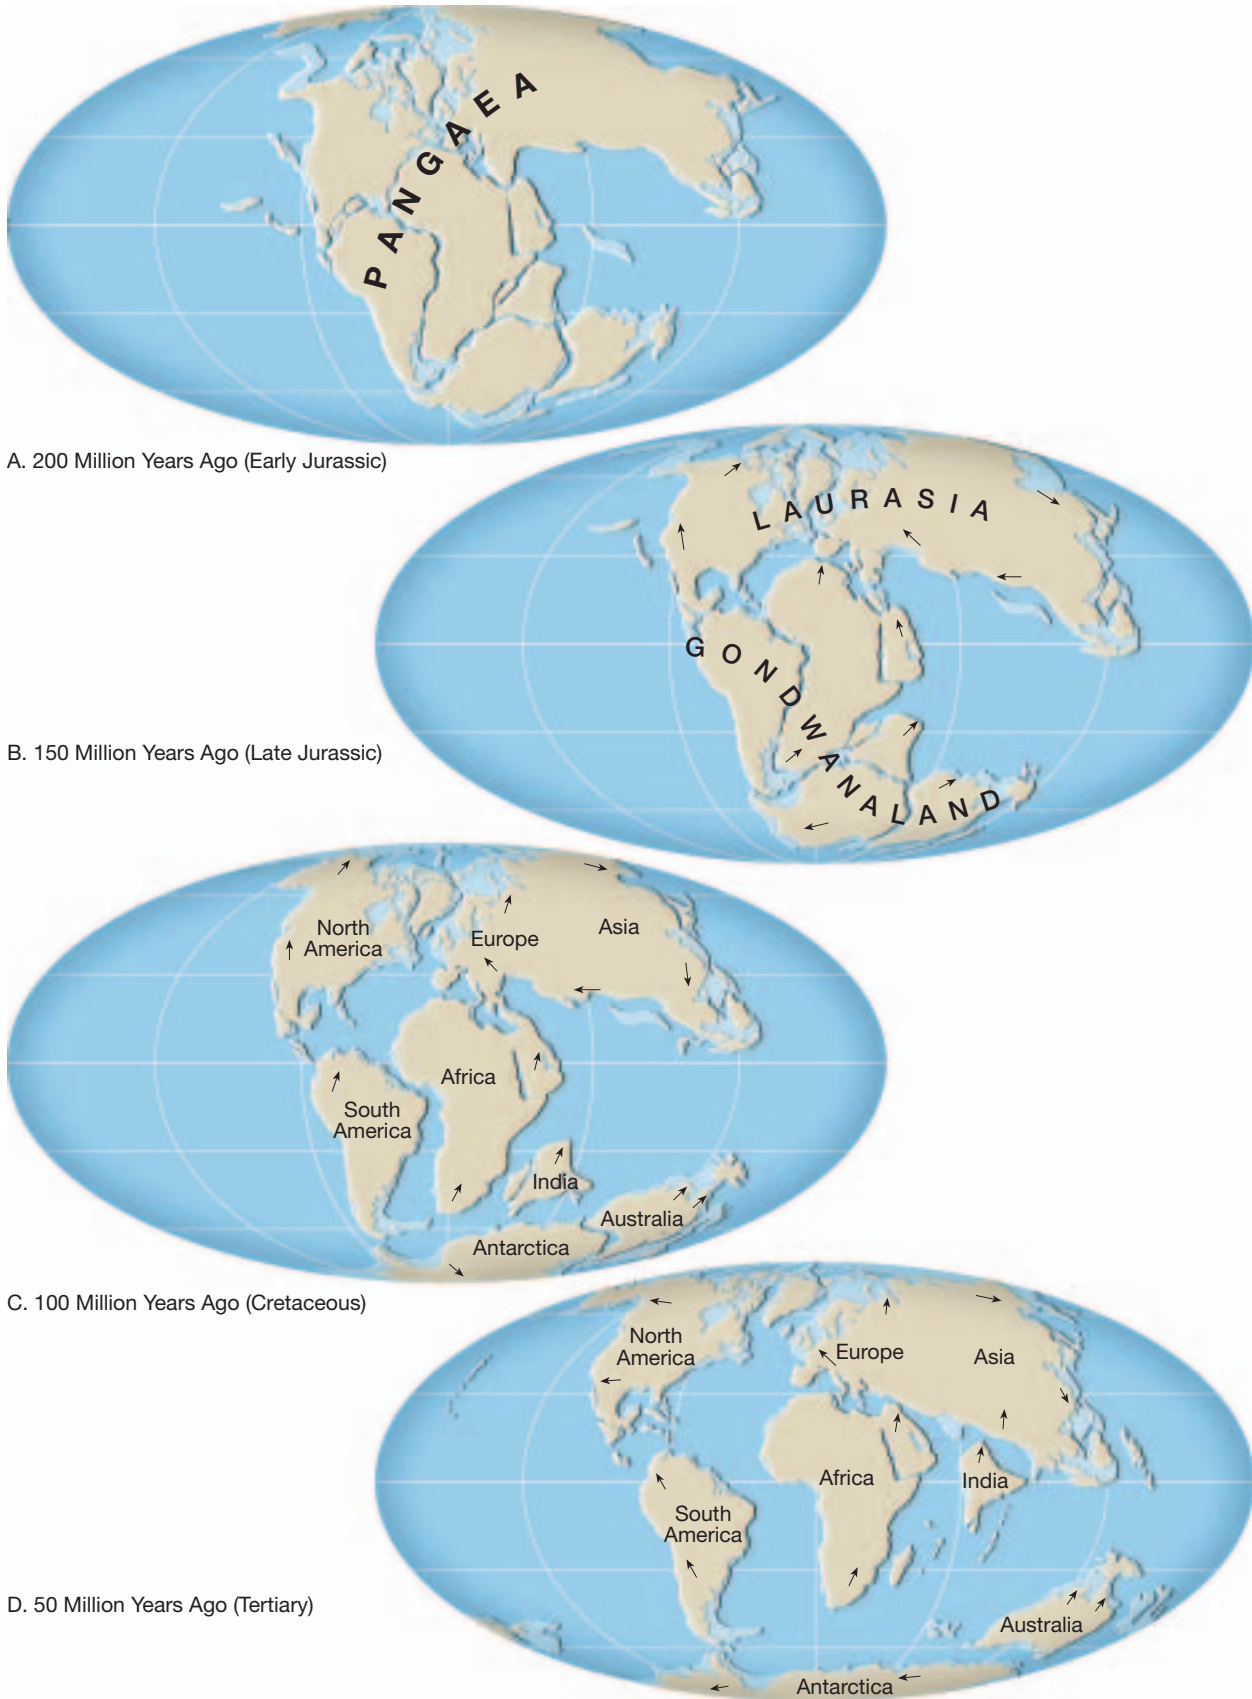 PANGAEA
A. 200 Million Years Ago (Early Jurassic)
LAURASIA
GONDWANALAND
B. 150 Million Years Ago (Late Jurassic)
North
America
Europe
Asia
Africa
South
America
India
Australia
Antarctica
C. 100 Million Years Ago (Cretaceous)
North
America
Europe
Asia
Africa
India
South
America
Australia
Antarctica
D. 50 Million Years Ago (Tertiary)